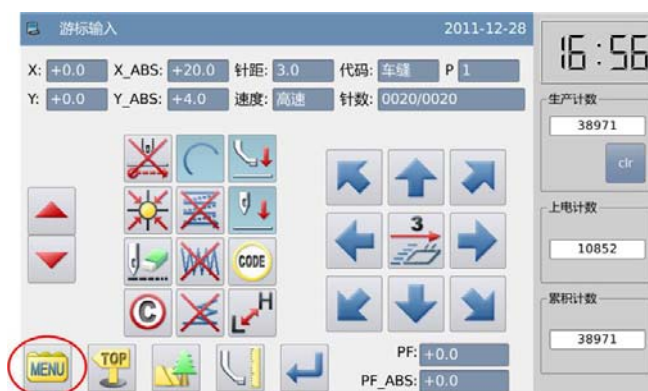 游标输入 2011-12-28
16:56
X: +0.0 X_ABS: +20.0 针距: 3.0 代码: 车缝 P 1
Y: +0.0 Y_ABS: +4.0 速度: 高速 针数: 0020/0020
生产计数
38971
clr
上电计数
10852
累积计数
38971
3
CODE
C
H
L
MENU
TOP
PF: +0.0
PF_ABS: +0.0